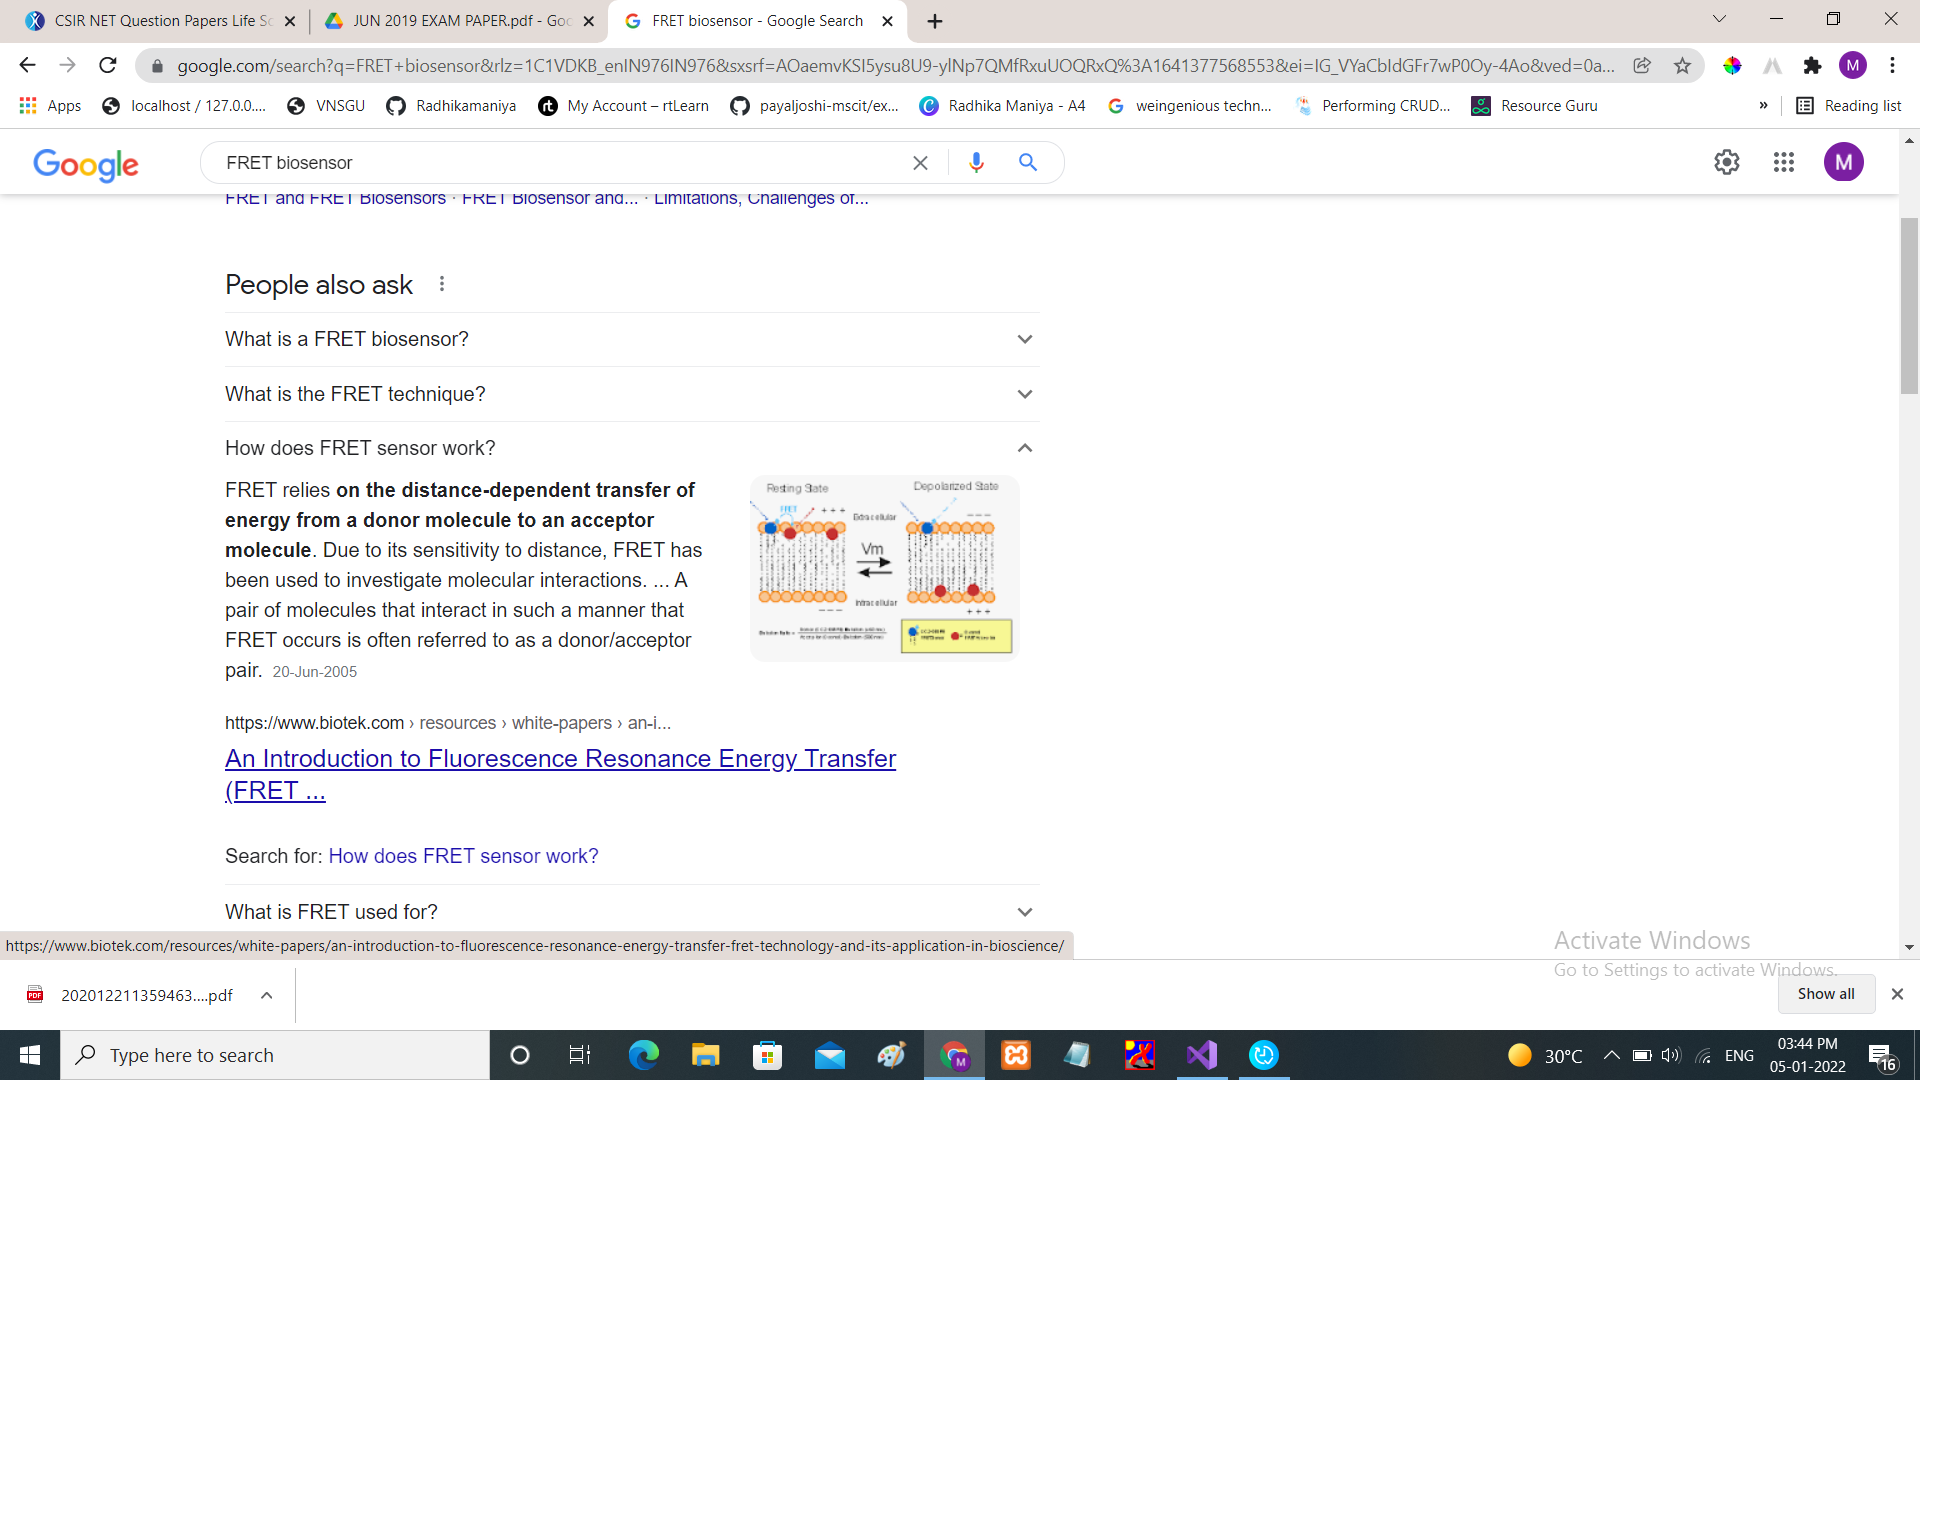 CSIR NET Question Papers Life Sc
JUN 2019 EXAM PAPER.pdf - Goo
FRET biosensor - Google Search
google.com/search?q=FRET+biosensor&rlz=1C1VDKB_enIN976IN976&sxsrf=AOaemvKSI5ysu8U9-ylNp7QMfRxuUOQRxQ%3A1641377568553&ei=IG_VYaCbIdGFr7wP0Oy-4Ao&ved=0a...
M
Apps
localhost / 127.0.0....
VNSGU
Radhikamaniya
My Account – rtLearn
payaljoshi-mscit/ex...
Radhika Maniya - A4
weingenious techn...
Performing CRUD...
Resource Guru
»
Reading list
Google
FRET biosensor
M
FRET and FRET Biosensors · FRET Biosensor and... · Limitations, Challenges of...
People also ask
What is a FRET biosensor?
What is the FRET technique?
How does FRET sensor work?
FRET relies on the distance-dependent transfer of
energy from a donor molecule to an acceptor
molecule. Due to its sensitivity to distance, FRET has
been used to investigate molecular interactions. ... A
pair of molecules that interact in such a manner that
FRET occurs is often referred to as a donor/acceptor
pair. 20-Jun-2005
Resting State
Depolarized State
FRET
+ + +
Extracellular
– – –
Vm
Intracellular
– – –
+ + +
https://www.biotek.com › resources › white-papers › an-i...
An Introduction to Fluorescence Resonance Energy Transfer
(FRET ...
Search for: How does FRET sensor work?
What is FRET used for?
https://www.biotek.com/resources/white-papers/an-introduction-to-fluorescence-resonance-energy-transfer-fret-technology-and-its-application-in-bioscience/
Activate Windows
Go to Settings to activate Windows.
PDF
202012211359463....pdf
Show all
Type here to search
M
30°C
ENG
03:44 PM
05-01-2022
16